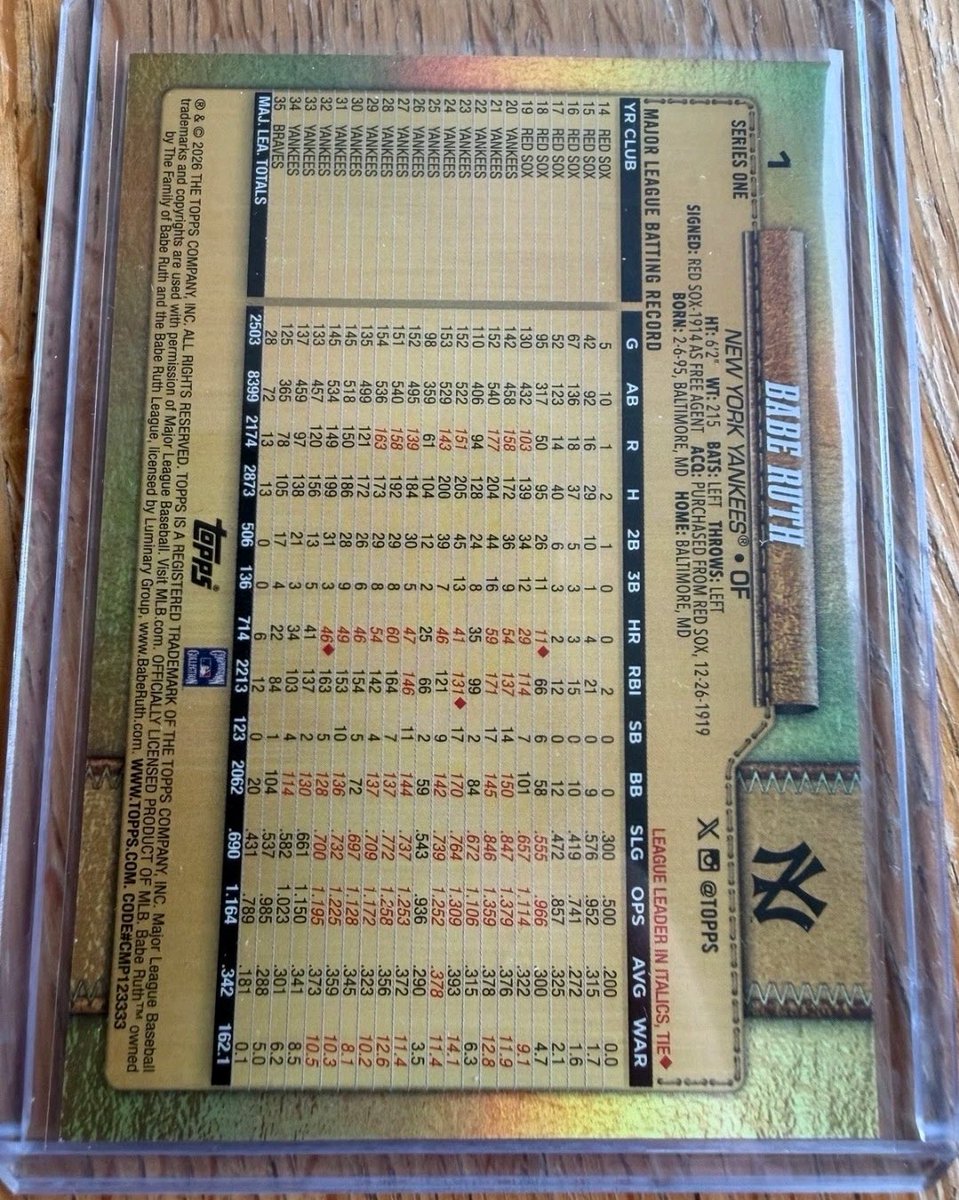 1
SERIES ONE
BABE RUTH
NEW YORK YANKEES® • OF
HT: 6'2" WT: 215 BATS: LEFT THROWS: LEFT
SIGNED: RED SOX-1914 AS FREE AGENT ACQ: PURCHASED FROM RED SOX, 12-26-1919
BORN: 2-6-95, BALTIMORE, MD HOME: BALTIMORE, MD
NY
X @TOPPS
MAJOR LEAGUE BATTING RECORD LEAGUE LEADER IN ITALICS, TIE♦
YR CLUB G AB R H 2B 3B HR RBI SB BB SLG OPS AVG WAR
14 RED SOX 5 10 1 2 1 0 0 2 0 0 .300 .500 .200 0.0
15 RED SOX 42 92 16 29 10 1 4 21 0 9 .576 .952 .315 1.7
16 RED SOX 67 136 18 37 5 3 3 15 0 10 .419 .741 .272 1.6
17 RED SOX 52 123 14 40 6 3 2 12 0 12 .472 .857 .325 2.1
18 RED SOX 95 317 50 95 26 11 11♦ 66 6 58 .555 .966 .300 4.7
19 RED SOX 130 432 103 139 34 12 29 114 7 101 .657 1.114 .322 9.1
20 YANKEES 142 458 158 172 36 9 54 137 14 150 .847 1.379 .376 11.9
21 YANKEES 152 540 177 204 44 16 59 171 17 145 .846 1.359 .378 12.8
22 YANKEES 110 406 94 128 24 8 35 99 2 84 .672 1.106 .315 6.3
23 YANKEES 152 522 151 205 45 13 41 131♦ 17 170 .764 1.309 .393 14.1
24 YANKEES 153 529 143 200 39 7 46 121 9 142 .739 1.252 .378 11.4
25 YANKEES 98 359 61 104 12 2 25 66 2 59 .543 .936 .290 3.5
26 YANKEES 152 495 139 184 30 5 47 146 11 144 .737 1.253 .372 11.4
27 YANKEES 151 540 158 192 29 8 60 164 7 137 .772 1.258 .356 12.6
28 YANKEES 154 536 163 173 29 8 54 142 4 137 .709 1.172 .323 10.2
29 YANKEES 135 499 121 172 26 6 46 154 5 72 .697 1.128 .345 8.1
30 YANKEES 145 518 150 186 28 9 49 153 10 136 .732 1.225 .359 10.3
31 YANKEES 145 534 149 199 31 3 46♦ 163 5 128 .700 1.195 .373 10.5
32 YANKEES 133 457 120 156 13 5 41 137 2 130 .661 1.150 .341 8.5
33 YANKEES 137 459 97 138 21 3 34 103 4 114 .582 1.023 .301 6.2
34 YANKEES 125 365 78 105 17 4 22 84 1 104 .537 .985 .288 5.0
35 BRAVES 28 72 13 13 0 0 6 12 0 20 .431 .789 .181 0.1
MAJ. LEA. TOTALS 2503 8399 2174 2873 506 136 714 2213 123 2062 .690 1.164 .342 162.1
topps®
® & © 2026 THE TOPPS COMPANY, INC. ALL RIGHTS RESERVED. TOPPS IS A REGISTERED TRADEMARK OF THE TOPPS COMPANY, INC. Major League Baseball
trademarks and copyrights are used with permission of Major League Baseball. Visit MLB.com. OFFICIALLY LICENSED PRODUCT OF MLB. Babe Ruth™ owned
by The Family of Babe Ruth and the Babe Ruth League, licensed by Luminary Group, www.BabeRuth.com. WWW.TOPPS.COM. CODE#CMP123333